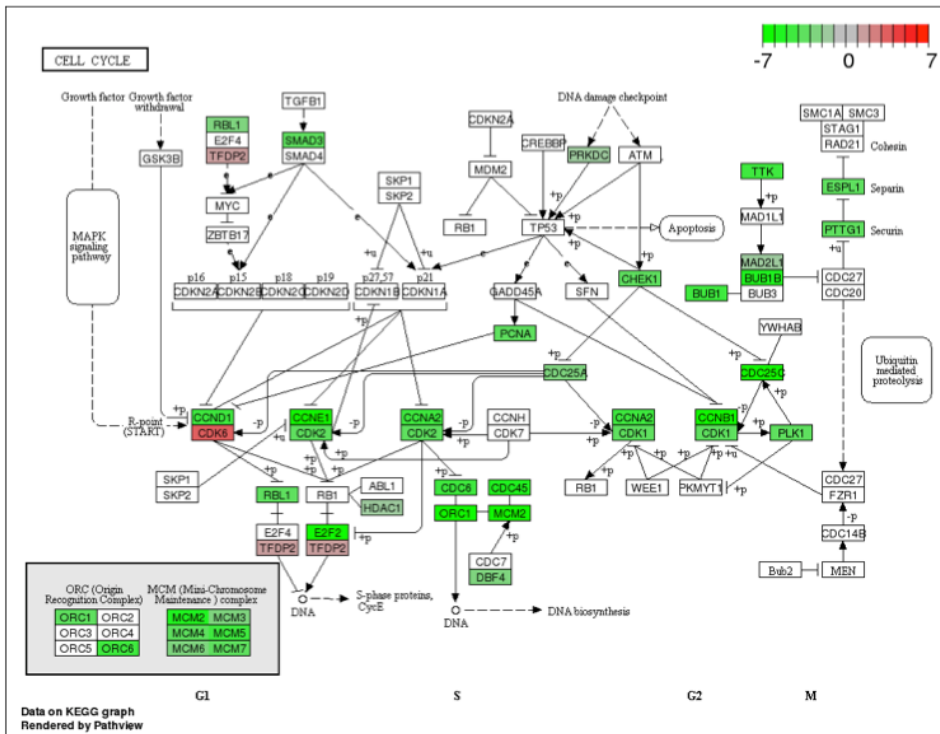 CELL CYCLE
-7 0 7
Growth factor
Growth factor
withdrawal
TGFB1
DNA damage checkpoint
SMC1A SMC3
STAG1
RAD21
Cohesin
RBL1
E2F4
TFDP2
SMAD3
SMAD4
CDKN2A
CREBBP
PRKDC
ATM
GSK3B
MDM2
TTK
ESPL1
Separin
SKP1
SKP2
+p
MYC
e
e
e
RB1
TP53
+p
+p
+p
Apoptosis
MAD1L1
PTTG1
Securin
MAPK
signaling
pathway
ZBTB17
+u
+u
e
e
e
+p
+p
+u
MAD2L1
BUB1B
BUB3
BUB1
CDC27
CDC20
p16 p15 p18 p19 p27,57 p21
CDKN2A CDKN2B CDKN2C CDKN2D CDKN1B CDKN1A
GADD45A
SFN
CHEK1
+p
PCNA
+p
+p
YWHAB
CDC25A
CDC25C
Ubiquitin
mediated
proteolysis
R-point
(START)
+p
CCND1
CDK6
-p
CCNE1
CDK2
-p
+u
CCNA2
CDK2
-p
+p
CCNH
CDK7
-p
+p
CCNA2
CDK1
CCNB1
CDK1
-p
+p
+p
PLK1
SKP1
SKP2
+p
+p
+p
+p
+p
+p
+p
+p
+p
+u
RBL1
RB1
ABL1
HDAC1
CDC6
CDC45
ORC1
MCM2
RB1
WEE1
PKMYT1
+p
CDC27
FZR1
E2F4
TFDP2
E2F2
TFDP2
+p
+p
CDC7
DBF4
-p
CDC14B
Bub2
MEN
DNA
S-phase proteins,
CycE
DNA
DNA biosynthesis
ORC (Origin
Recognition Complex)
MCM (Mini-Chromosome
Maintenance ) complex
ORC1 ORC2 MCM2 MCM3
ORC3 ORC4 MCM4 MCM5
ORC5 ORC6 MCM6 MCM7
G1 S G2 M
Data on KEGG graph
Rendered by Pathview